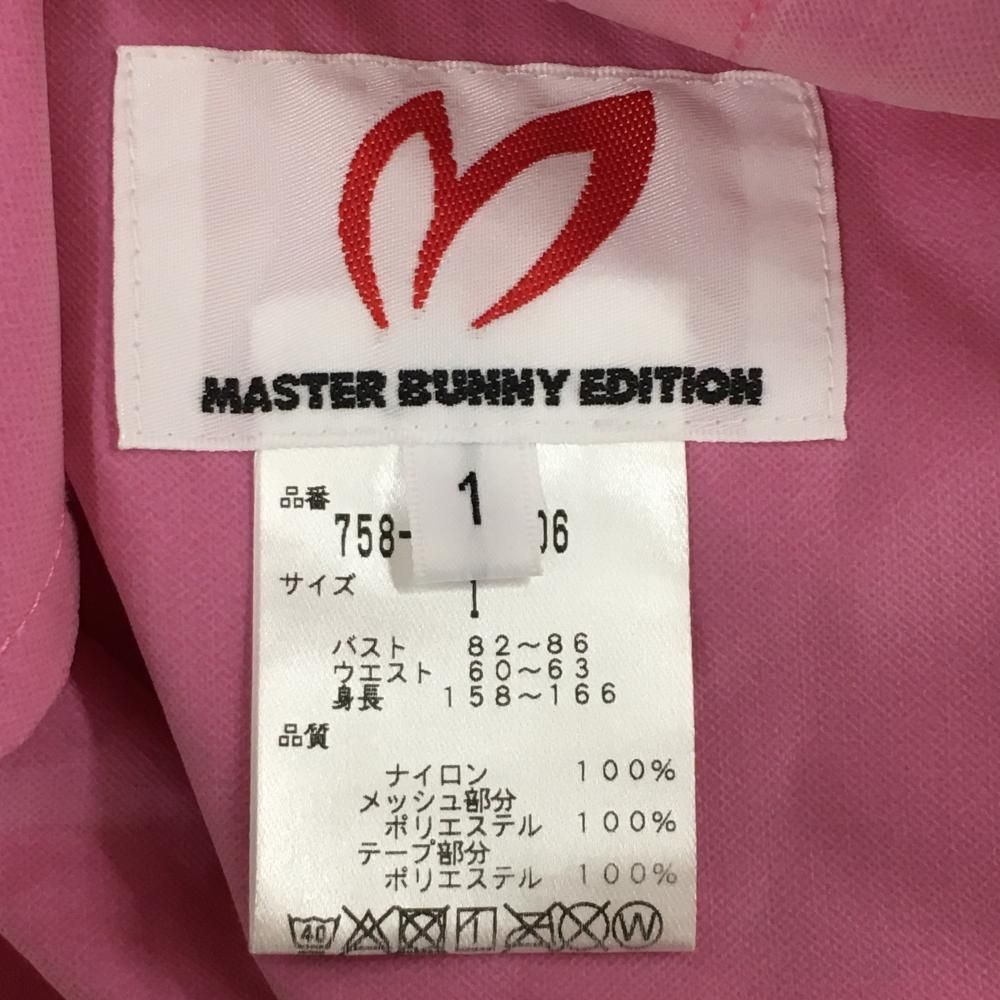 MASTER BUNNY EDITION
1
品番
758- 06
サイズ
1
バスト 82~86
ウエスト 60~63
身長 158~166
品質
ナイロン 100%
メッシュ部分
ポリエステル 100%
テープ部分
ポリエステル 100%
40 1 W